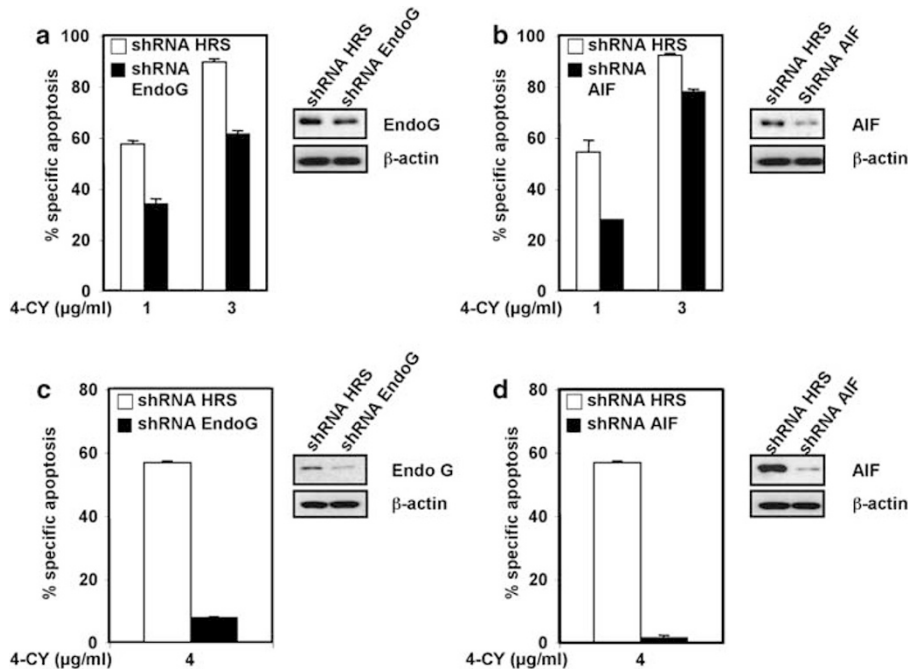 a
100
80
60
40
20
0
% specific apoptosis
shRNA HRS
shRNA
EndoG
4-CY (µg/ml)
1
3
shRNA HRS
shRNA EndoG
EndoG
β-actin
b
100
80
60
40
20
0
% specific apoptosis
shRNA HRS
shRNA
AIF
4-CY (µg/ml)
1
3
shRNA HRS
ShRNA AIF
AIF
β-actin
c
80
60
40
20
0
% specific apoptosis
shRNA HRS
shRNA EndoG
4-CY (µg/ml)
4
shRNA HRS
shRNA EndoG
Endo G
β-actin
d
80
60
40
20
0
% specific apoptosis
shRNA HRS
shRNA AIF
4-CY (µg/ml)
4
shRNA HRS
shRNA AIF
AIF
β-actin